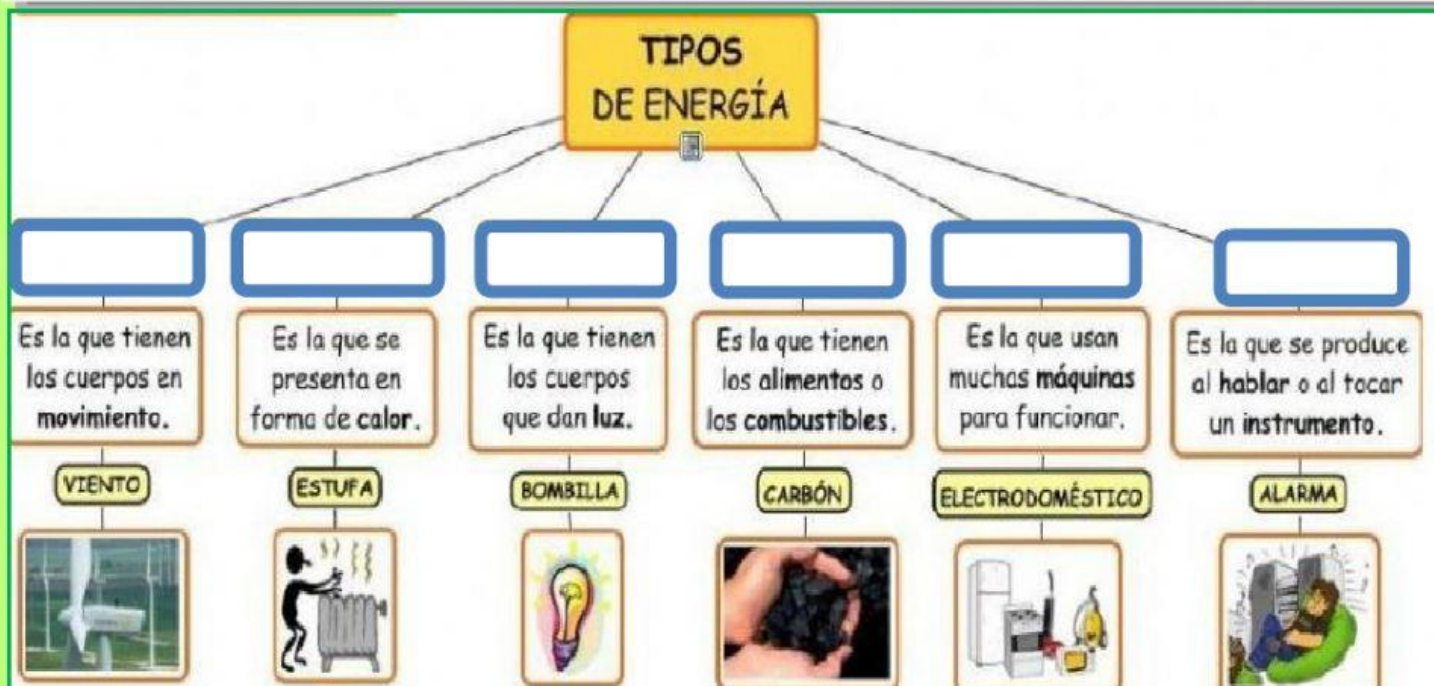 TIPOS
DE ENERGÍA
Es la que tienen
los cuerpos en
movimiento.
Es la que se
presenta en
forma de calor.
Es la que tienen
los cuerpos
que dan luz.
Es la que tienen
los alimentos o
los combustibles.
Es la que usan
muchas máquinas
para funcionar.
Es la que se produce
al hablar o al tocar
un instrumento.
VIENTO
ESTUFA
BOMBILLA
CARBÓN
ELECTRODOMÉSTICO
ALARMA